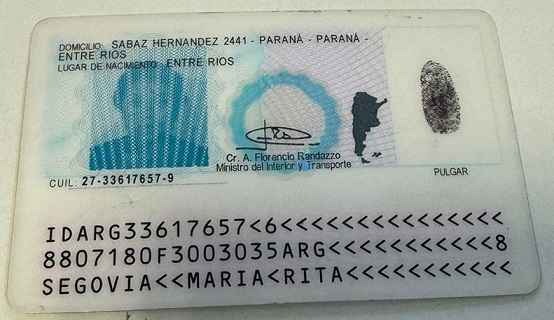 DOMICILIO: SABAZ HERNANDEZ 2441 - PARANÁ - PARANÁ -
ENTRE RIOS
LUGAR DE NACIMIENTO: ENTRE RIOS
Cr. A. Florencio Randazzo
Ministro del Interior y Transporte
PULGAR
CUIL: 27-33617657-9
IDARG33617657<6<<<<<<<<<<<<<<<
8807180F3003035ARG<<<<<<<<<<<8
SEGOVIA<<MARIA<RITA<<<<<<<<<<<